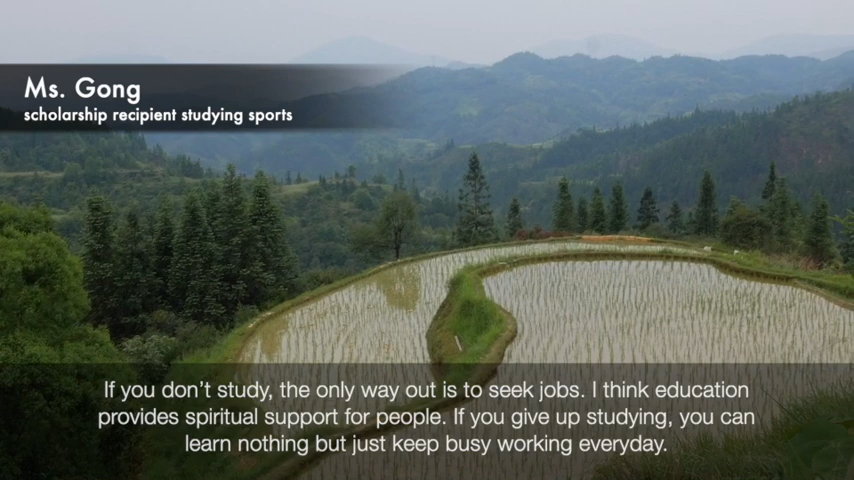 Ms. Gong
scholarship recipient studying sports
If you don't study, the only way out is to seek jobs. I think education
provides spiritual support for people. If you give up studying, you can
learn nothing but just keep busy working everyday.